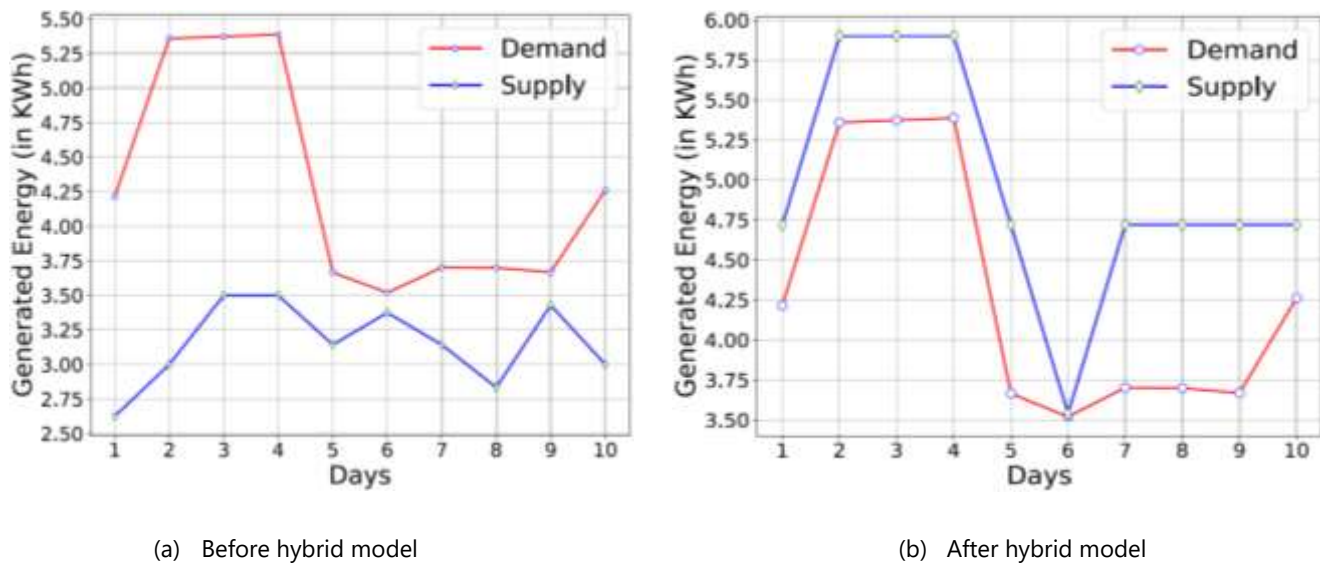 Generated Energy (in KWh)
5.50
5.25
5.00
4.75
4.50
4.25
4.00
3.75
3.50
3.25
3.00
2.75
2.50
Demand
Supply
1 2 3 4 5 6 7 8 9 10
Days
(a) Before hybrid model
Generated Energy (in KWh)
6.00
5.75
5.50
5.25
5.00
4.75
4.50
4.25
4.00
3.75
3.50
Demand
Supply
1 2 3 4 5 6 7 8 9 10
Days
(b) After hybrid model